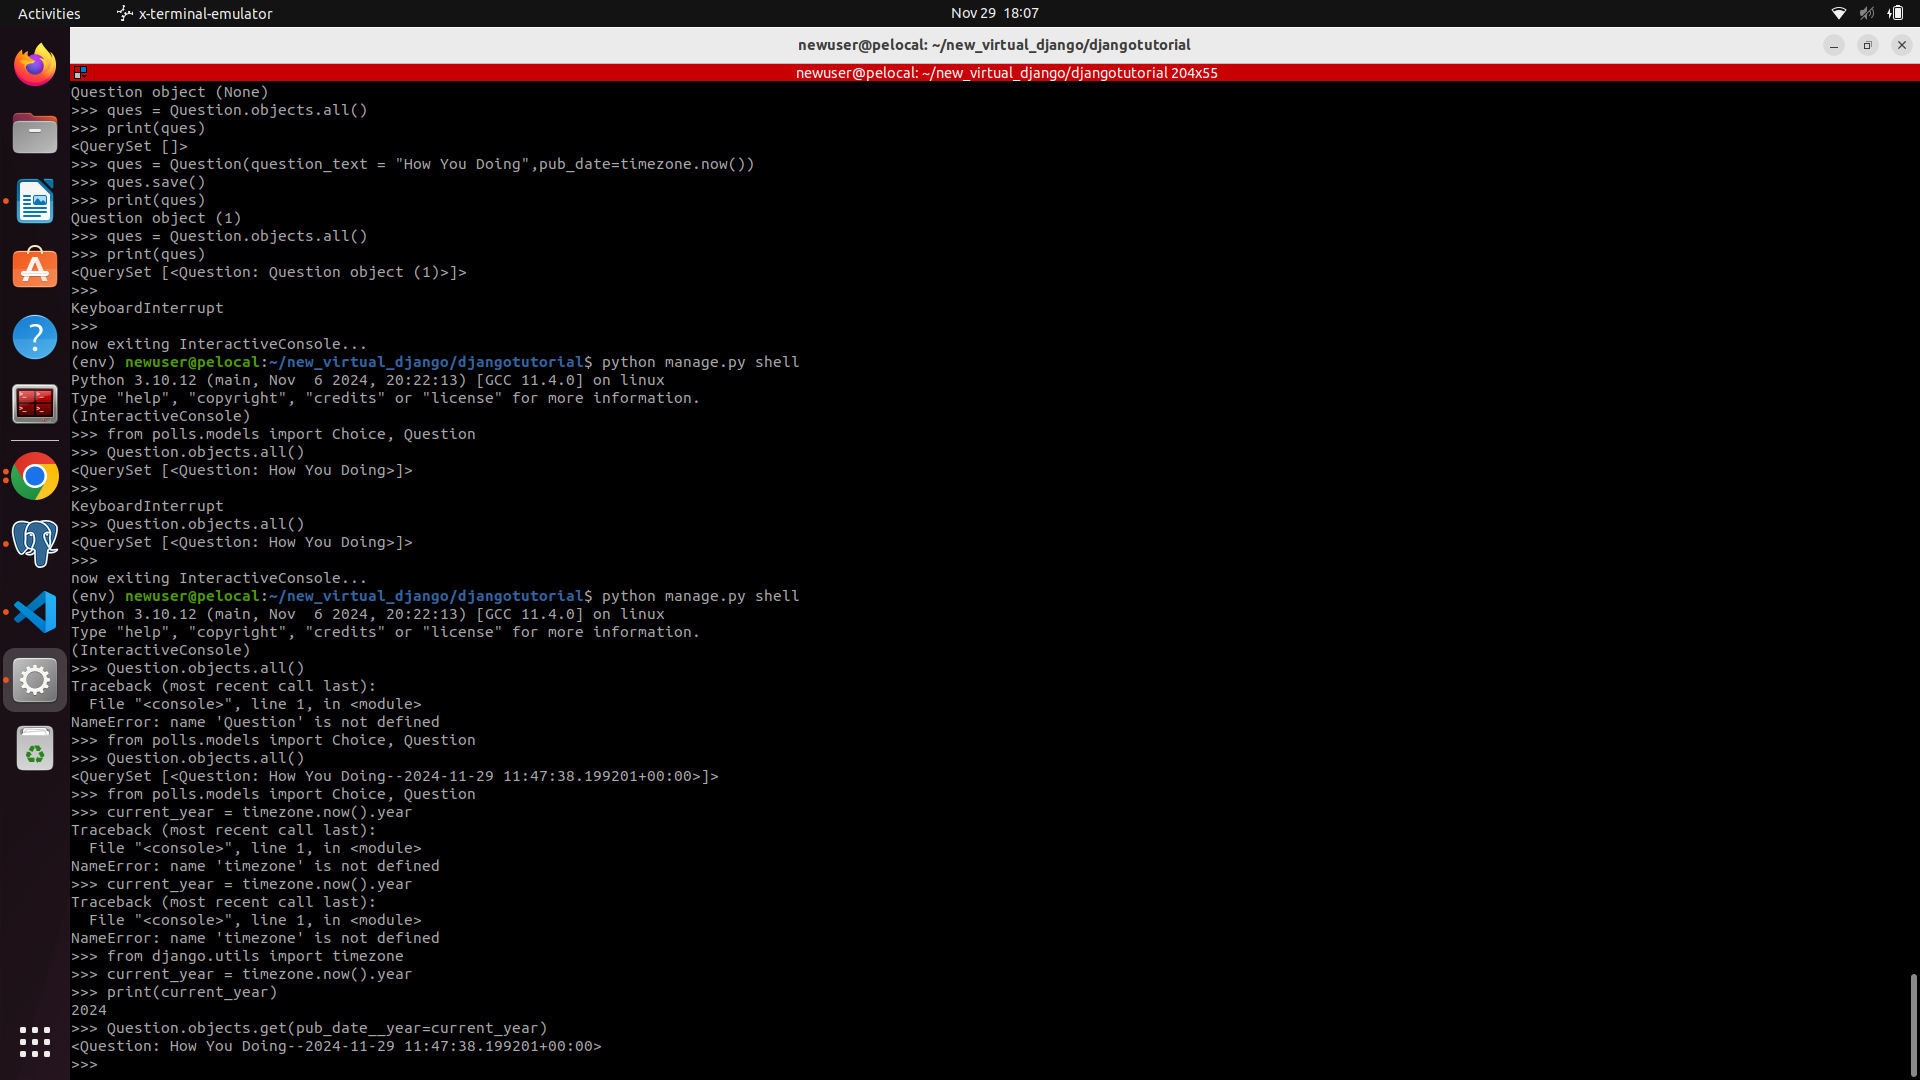 Activities
x-terminal-emulator
Nov 29  18:07
newuser@pelocal: ~/new_virtual_django/djangotutorial
newuser@pelocal: ~/new_virtual_django/djangotutorial 204x55
Question object (None)
>>> ques = Question.objects.all()
>>> print(ques)
<QuerySet []>
>>> ques = Question(question_text = "How You Doing",pub_date=timezone.now())
>>> ques.save()
>>> print(ques)
Question object (1)
>>> ques = Question.objects.all()
>>> print(ques)
<QuerySet [<Question: Question object (1)>]>
>>>
KeyboardInterrupt
>>>
now exiting InteractiveConsole...
(env) newuser@pelocal:~/new_virtual_django/djangotutorial$ python manage.py shell
Python 3.10.12 (main, Nov  6 2024, 20:22:13) [GCC 11.4.0] on linux
Type "help", "copyright", "credits" or "license" for more information.
(InteractiveConsole)
>>> from polls.models import Choice, Question
>>> Question.objects.all()
<QuerySet [<Question: How You Doing>]>
>>>
KeyboardInterrupt
>>> Question.objects.all()
<QuerySet [<Question: How You Doing>]>
>>>
now exiting InteractiveConsole...
(env) newuser@pelocal:~/new_virtual_django/djangotutorial$ python manage.py shell
Python 3.10.12 (main, Nov  6 2024, 20:22:13) [GCC 11.4.0] on linux
Type "help", "copyright", "credits" or "license" for more information.
(InteractiveConsole)
>>> Question.objects.all()
Traceback (most recent call last):
  File "<console>", line 1, in <module>
NameError: name 'Question' is not defined
>>> from polls.models import Choice, Question
>>> Question.objects.all()
<QuerySet [<Question: How You Doing--2024-11-29 11:47:38.199201+00:00>]>
>>> from polls.models import Choice, Question
>>> current_year = timezone.now().year
Traceback (most recent call last):
  File "<console>", line 1, in <module>
NameError: name 'timezone' is not defined
>>> current_year = timezone.now().year
Traceback (most recent call last):
  File "<console>", line 1, in <module>
NameError: name 'timezone' is not defined
>>> from django.utils import timezone
>>> current_year = timezone.now().year
>>> print(current_year)
2024
>>> Question.objects.get(pub_date__year=current_year)
<Question: How You Doing--2024-11-29 11:47:38.199201+00:00>
>>>